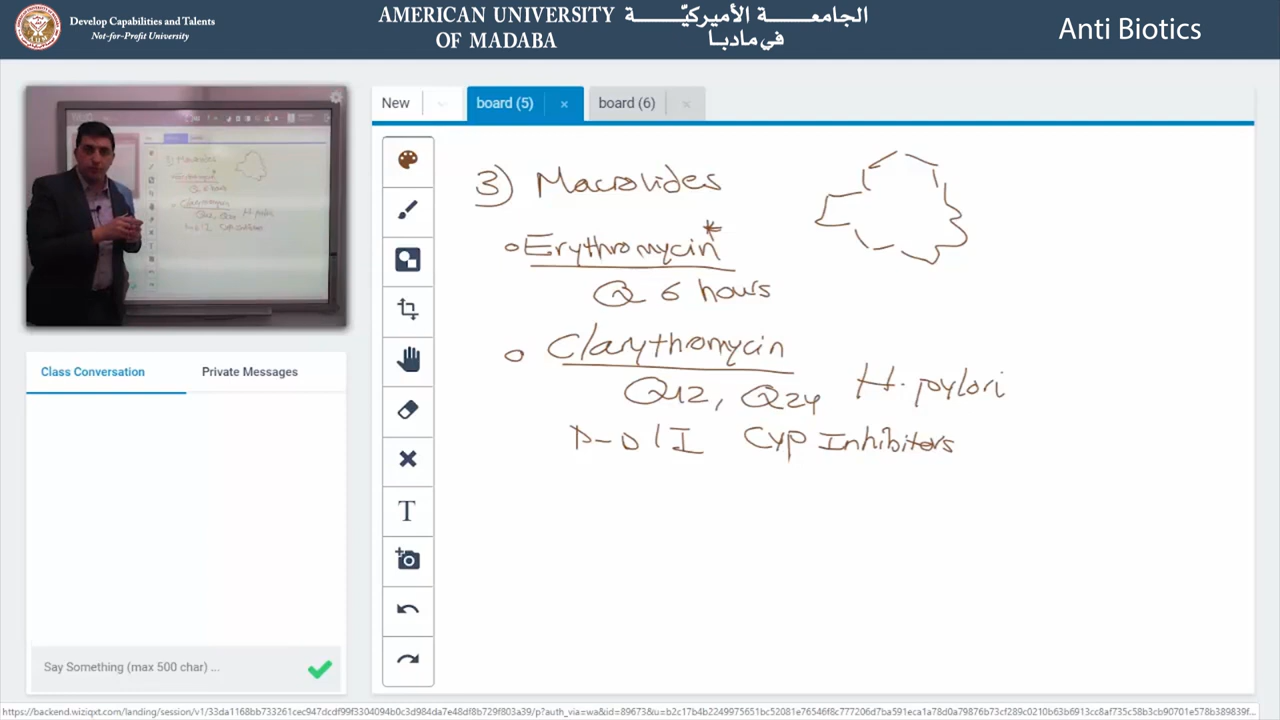 Develop Capabilities and Talents
Not-for-Profit University
AMERICAN UNIVERSITY
OF MADABA
الجامعة الأميركيّة
في مادبا
Anti Biotics
New
board (5) ×
board (6) ×
3) Macrolides
Erythromycin*
Q 6 hours
Clarythromycin
Q12, Q24 H. pylori
D-D I Cyp Inhibitors
Class Conversation
Private Messages
T
Say Something (max 500 char) ...